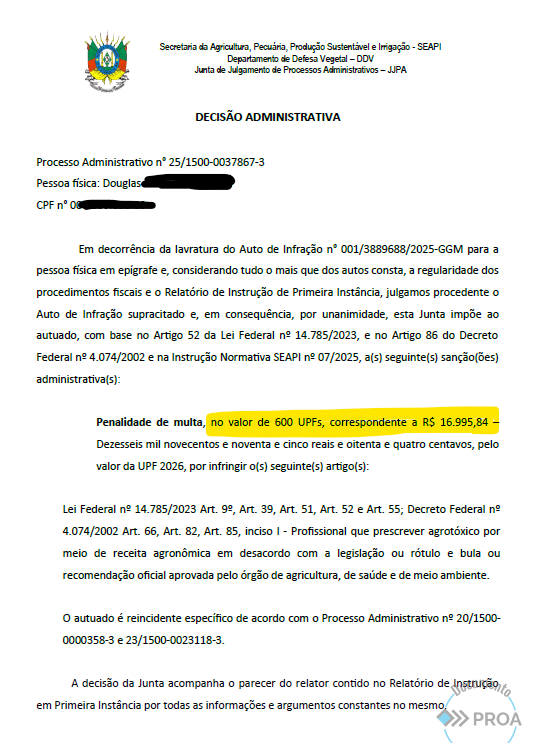 Secretaria da Agricultura, Pecuária, Produção Sustentável e Irrigação - SEAPI
Departamento de Defesa Vegetal – DDV
Junta de Julgamento de Processos Administrativos – JJPA
DECISÃO ADMINISTRATIVA
Processo Administrativo n° 25/1500-0037867-3
Pessoa física: Douglas
CPF n° 00
Em decorrência da lavratura do Auto de Infração n° 001/3889688/2025-GGM para a
pessoa física em epígrafe e, considerando tudo o mais que dos autos consta, a regularidade dos
procedimentos fiscais e o Relatório de Instrução de Primeira Instância, julgamos procedente o
Auto de Infração supracitado e, em consequência, por unanimidade, esta Junta impõe ao
autuado, com base no Artigo 52 da Lei Federal nº 14.785/2023, e no Artigo 86 do Decreto
Federal nº 4.074/2002 e na Instrução Normativa SEAPI nº 07/2025, a(s) seguinte(s) sanção(ões)
administrativa(s):
Penalidade de multa, no valor de 600 UPFs, correspondente a R$ 16.995,84 –
Dezesseis mil novecentos e noventa e cinco reais e oitenta e quatro centavos, pelo
valor da UPF 2026, por infringir o(s) seguinte(s) artigo(s):
Lei Federal nº 14.785/2023 Art. 9º, Art. 39, Art. 51, Art. 52 e Art. 55; Decreto Federal nº
4.074/2002 Art. 66, Art. 82, Art. 85, inciso I - Profissional que prescrever agrotóxico por
meio de receita agronômica em desacordo com a legislação ou rótulo e bula ou
recomendação oficial aprovada pelo órgão de agricultura, de saúde e de meio ambiente.
O autuado é reincidente específico de acordo com o Processo Administrativo nº 20/1500-
0000358-3 e 23/1500-0023118-3.
A decisão da Junta acompanha o parecer do relator contido no Relatório de Instrução
em Primeira Instância por todas as informações e argumentos constantes no mesmo.
Documento
PROA